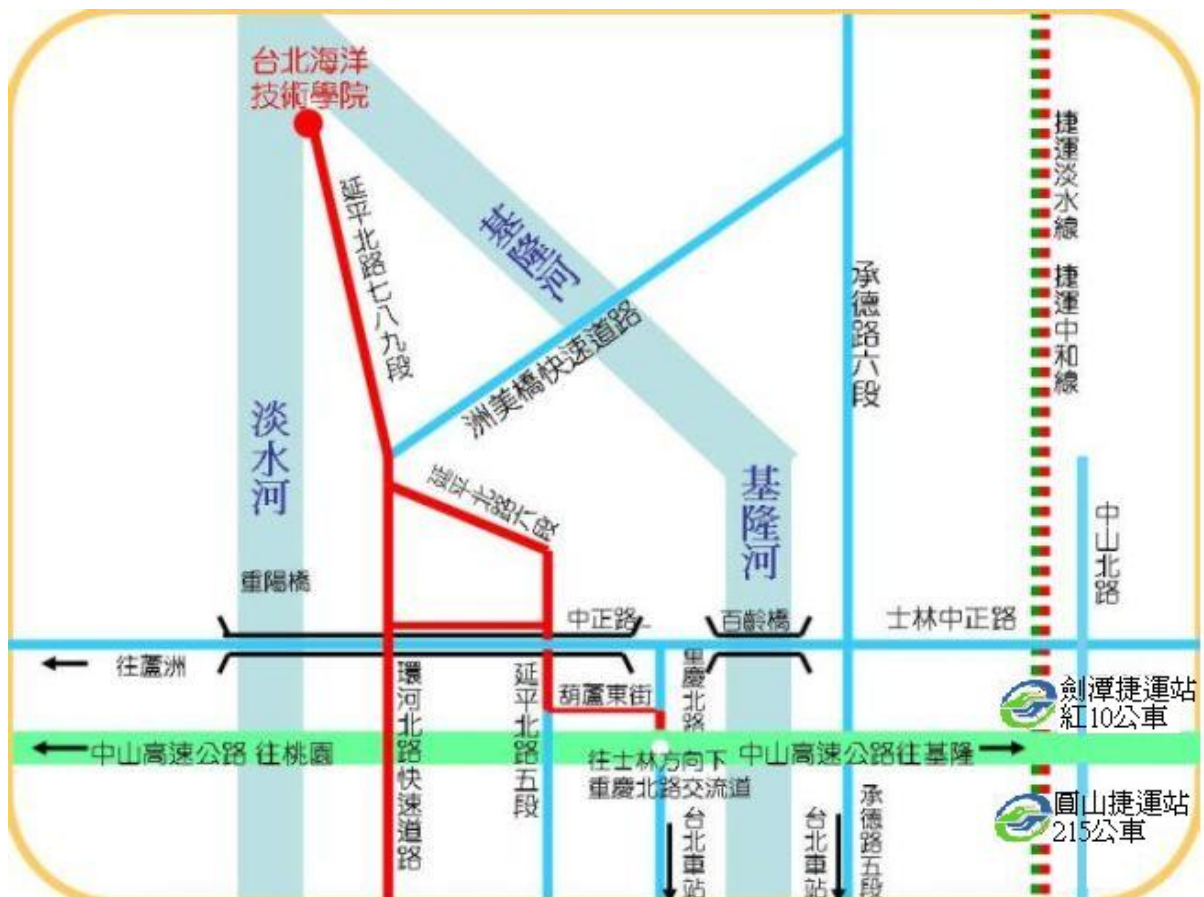 台北海洋
技術學院
延平北路七八九段
基隆河
洲美橋快速道路
承德路六段
捷運淡水線 捷運中和線
淡水河
延平北路六段
基隆河
中山北路
重陽橋
中正路
百齡橋
士林中正路
往蘆洲
環河北路快速道路
延平北路五段
葫蘆東街
重慶北路
劍潭捷運站
紅10公車
中山高速公路 往桃園
往士林方向下
重慶北路交流道
中山高速公路往基隆
台北車站
台北車站
承德路五段
圓山捷運站
215公車